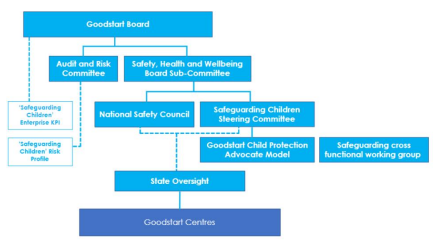 Goodstart Board
Audit and Risk
Committee
Safety, Health and Wellbeing
Board Sub-Committee
'Safeguarding
Children'
Enterprise KPI
National Safety Council
Safeguarding Children
Steering Committee
'Safeguarding
Children' Risk
Profile
Goodstart Child Protection
Advocate Model
Safeguarding cross
functional working group
State Oversight
Goodstart Centres